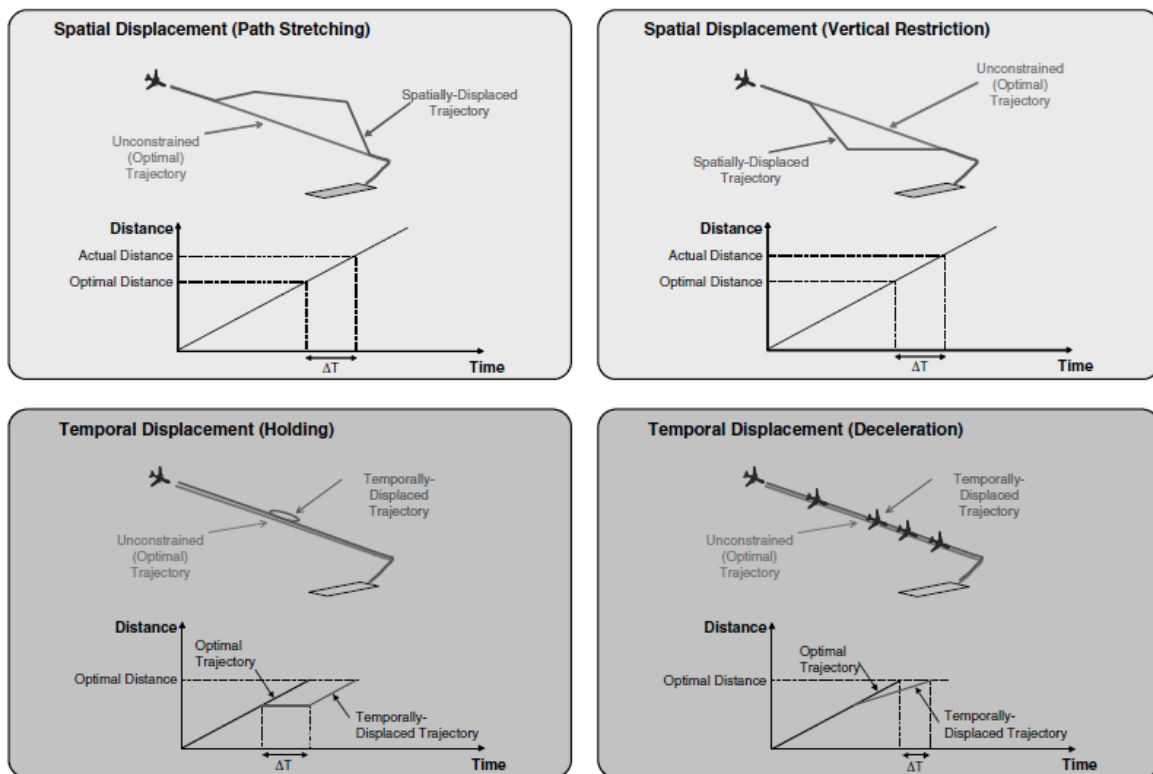 Spatial Displacement (Path Stretching)
Spatially-Displaced
Trajectory
Unconstrained
(Optimal)
Trajectory
Distance
Actual Distance
Optimal Distance
ΔT
Time
Spatial Displacement (Vertical Restriction)
Unconstrained
(Optimal)
Trajectory
Spatially-Displaced
Trajectory
Distance
Actual Distance
Optimal Distance
ΔT
Time
Temporal Displacement (Holding)
Temporally-
Displaced
Trajectory
Unconstrained
(Optimal)
Trajectory
Distance
Optimal
Trajectory
Optimal Distance
Temporally-
Displaced Trajectory
ΔT
Time
Temporal Displacement (Deceleration)
Temporally-
Displaced
Trajectory
Unconstrained
(Optimal)
Trajectory
Distance
Optimal
Trajectory
Optimal Distance
Temporally-
Displaced Trajectory
ΔT
Time